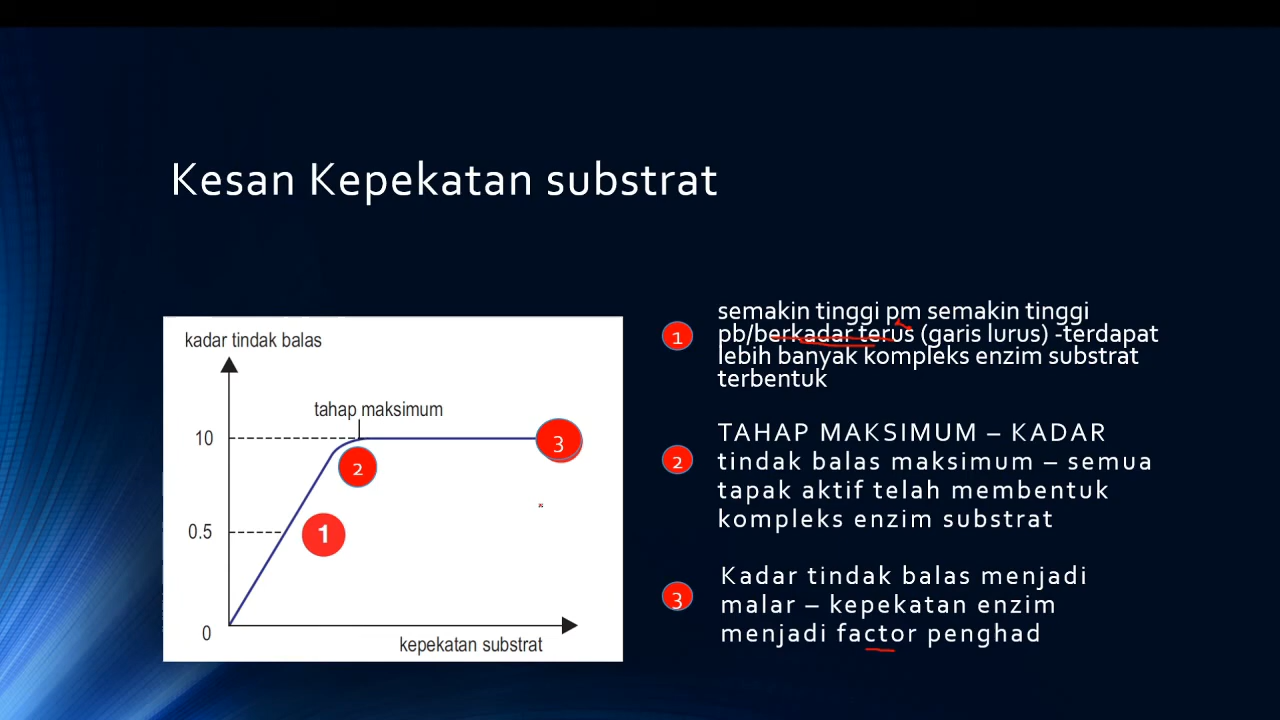 Kesan Kepekatan substrat
kadar tindak balas
tahap maksimum
10
0.5
0
kepekatan substrat
1
2
3
1
semakin tinggi pm semakin tinggi
pb/berkadar terus (garis lurus) -terdapat
lebih banyak kompleks enzim substrat
terbentuk
2
TAHAP MAKSIMUM – KADAR
tindak balas maksimum – semua
tapak aktif telah membentuk
kompleks enzim substrat
3
Kadar tindak balas menjadi
malar – kepekatan enzim
menjadi factor penghad